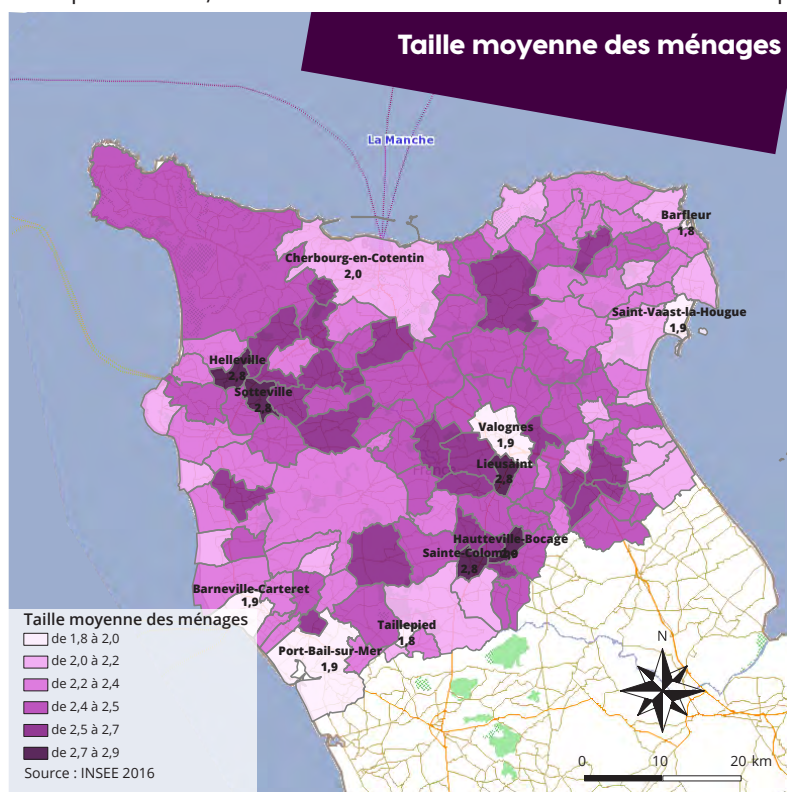 Taille moyenne des ménages
La Manche
Barfleur
1,8
Cherbourg-en-Cotentin
2,0
Saint-Vaast-la-Hougue
1,9
Helleville
2,8
Sotteville
2,8
Valognes
1,9
Lieusaint
2,8
Hautteville-Bocage
Sainte-Colombe
2,8
Barneville-Carteret
1,9
Taillepied
1,8
Port-Bail-sur-Mer
1,9
Taille moyenne des ménages
de 1,8 à 2,0
de 2,0 à 2,2
de 2,2 à 2,4
de 2,4 à 2,5
de 2,5 à 2,7
de 2,7 à 2,9
Source : INSEE 2016
N
0 10 20 km